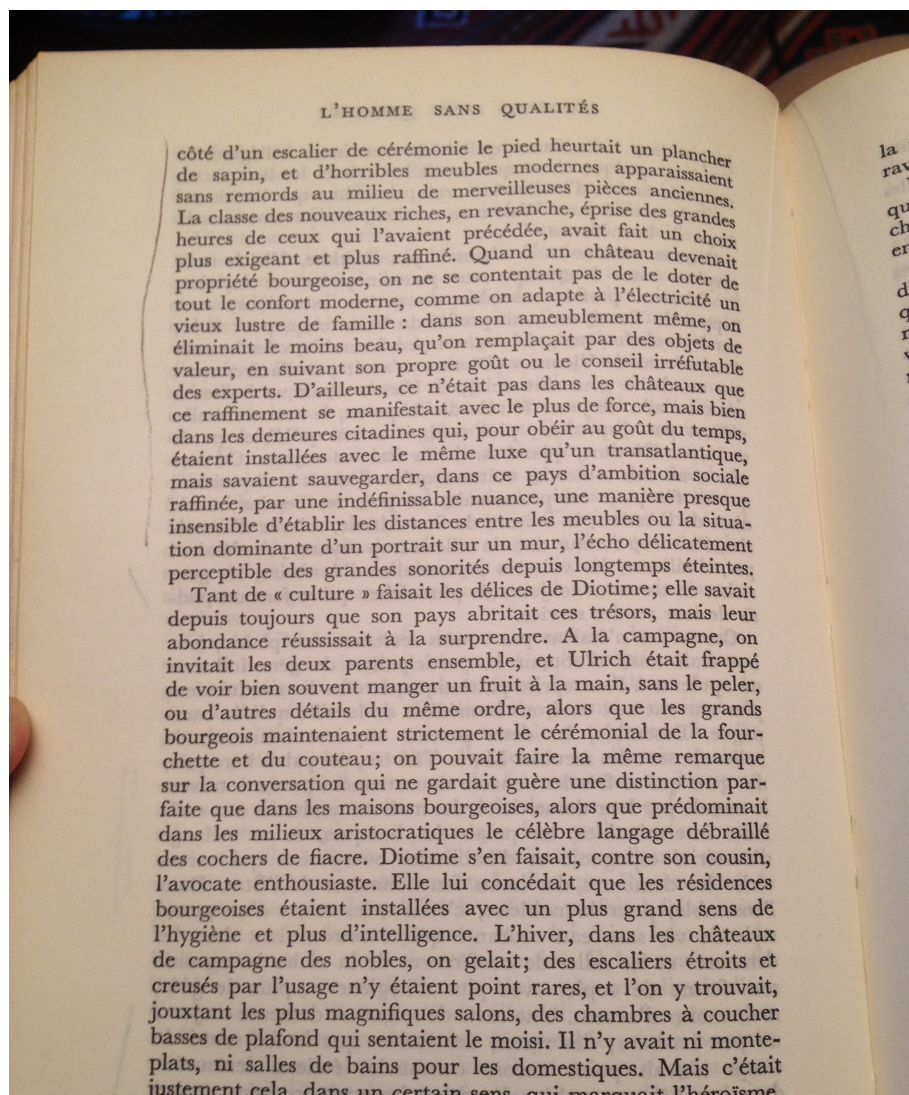 L'HOMME SANS QUALITÉS
côté d'un escalier de cérémonie le pied heurtait un plancher
de sapin, et d'horribles meubles modernes apparaissaient
sans remords au milieu de merveilleuses pièces anciennes.
La classe des nouveaux riches, en revanche, éprise des grandes
heures de ceux qui l'avaient précédée, avait fait un choix
plus exigeant et plus raffiné. Quand un château devenait
propriété bourgeoise, on ne se contentait pas de le doter de
tout le confort moderne, comme on adapte à l'électricité un
vieux lustre de famille : dans son ameublement même, on
éliminait le moins beau, qu'on remplaçait par des objets de
valeur, en suivant son propre goût ou le conseil irréfutable
des experts. D'ailleurs, ce n'était pas dans les châteaux que
ce raffinement se manifestait avec le plus de force, mais bien
dans les demeures citadines qui, pour obéir au goût du temps,
étaient installées avec le même luxe qu'un transatlantique,
mais savaient sauvegarder, dans ce pays d'ambition sociale
raffinée, par une indéfinissable nuance, une manière presque
insensible d'établir les distances entre les meubles ou la situa-
tion dominante d'un portrait sur un mur, l'écho délicatement
perceptible des grandes sonorités depuis longtemps éteintes.
Tant de « culture » faisait les délices de Diotime; elle savait
depuis toujours que son pays abritait ces trésors, mais leur
abondance réussissait à la surprendre. A la campagne, on
invitait les deux parents ensemble, et Ulrich était frappé
de voir bien souvent manger un fruit à la main, sans le peler,
ou d'autres détails du même ordre, alors que les grands
bourgeois maintenaient strictement le cérémonial de la four-
chette et du couteau; on pouvait faire la même remarque
sur la conversation qui ne gardait guère une distinction par-
faite que dans les maisons bourgeoises, alors que prédominait
dans les milieux aristocratiques le célèbre langage débraillé
des cochers de fiacre. Diotime s'en faisait, contre son cousin,
l'avocate enthousiaste. Elle lui concédait que les résidences
bourgeoises étaient installées avec un plus grand sens de
l'hygiène et plus d'intelligence. L'hiver, dans les châteaux
de campagne des nobles, on gelait; des escaliers étroits et
creusés par l'usage n'y étaient point rares, et l'on y trouvait,
jouxtant les plus magnifiques salons, des chambres à coucher
basses de plafond qui sentaient le moisi. Il n'y avait ni monte-
plats, ni salles de bains pour les domestiques. Mais c'était
justement cela, dans un certain sens, qui marquait l'héroïsme
la